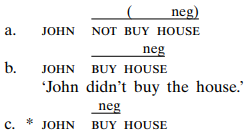 ( neg)
a. JOHN NOT BUY HOUSE
neg
b. JOHN BUY HOUSE
‘John didn’t buy the house.’
neg
c. * JOHN BUY HOUSE